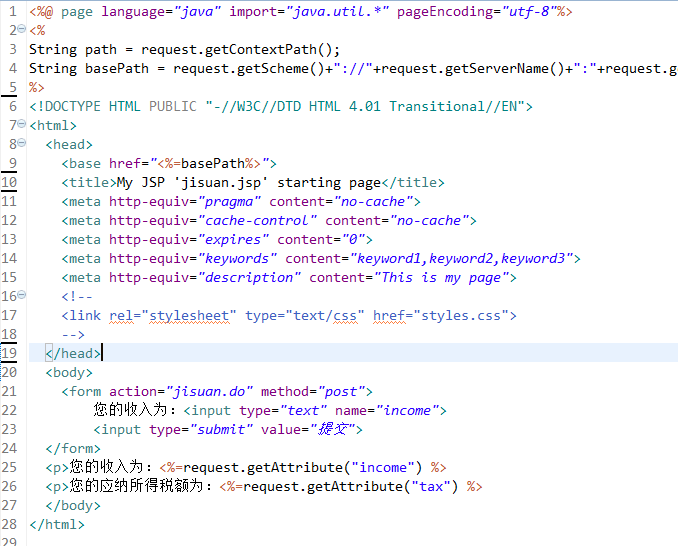 1 <%@ page language="java" import="java.util.*" pageEncoding="utf-8"%>
2 <%
3 String path = request.getContextPath();
4 String basePath = request.getScheme()+"://"+request.getServerName()+":"+request.g
5 %>
6 <!DOCTYPE HTML PUBLIC "-//W3C//DTD HTML 4.01 Transitional//EN">
7 <html>
8 <head>
9 <base href="<%=basePath%>">
10 <title>My JSP 'jisuan.jsp' starting page</title>
11 <meta http-equiv="pragma" content="no-cache">
12 <meta http-equiv="cache-control" content="no-cache">
13 <meta http-equiv="expires" content="0">
14 <meta http-equiv="keywords" content="keyword1,keyword2,keyword3">
15 <meta http-equiv="description" content="This is my page">
16 <!--
17 <link rel="stylesheet" type="text/css" href="styles.css">
18 -->
19 </head>
20 <body>
21 <form action="jisuan.do" method="post">
22 您的收入为：<input type="text" name="income">
23 <input type="submit" value="提交">
24 </form>
25 <p>您的收入为：<%=request.getAttribute("income") %>
26 <p>您的应纳所得税额为：<%=request.getAttribute("tax") %>
27 </body>
28 </html>
29